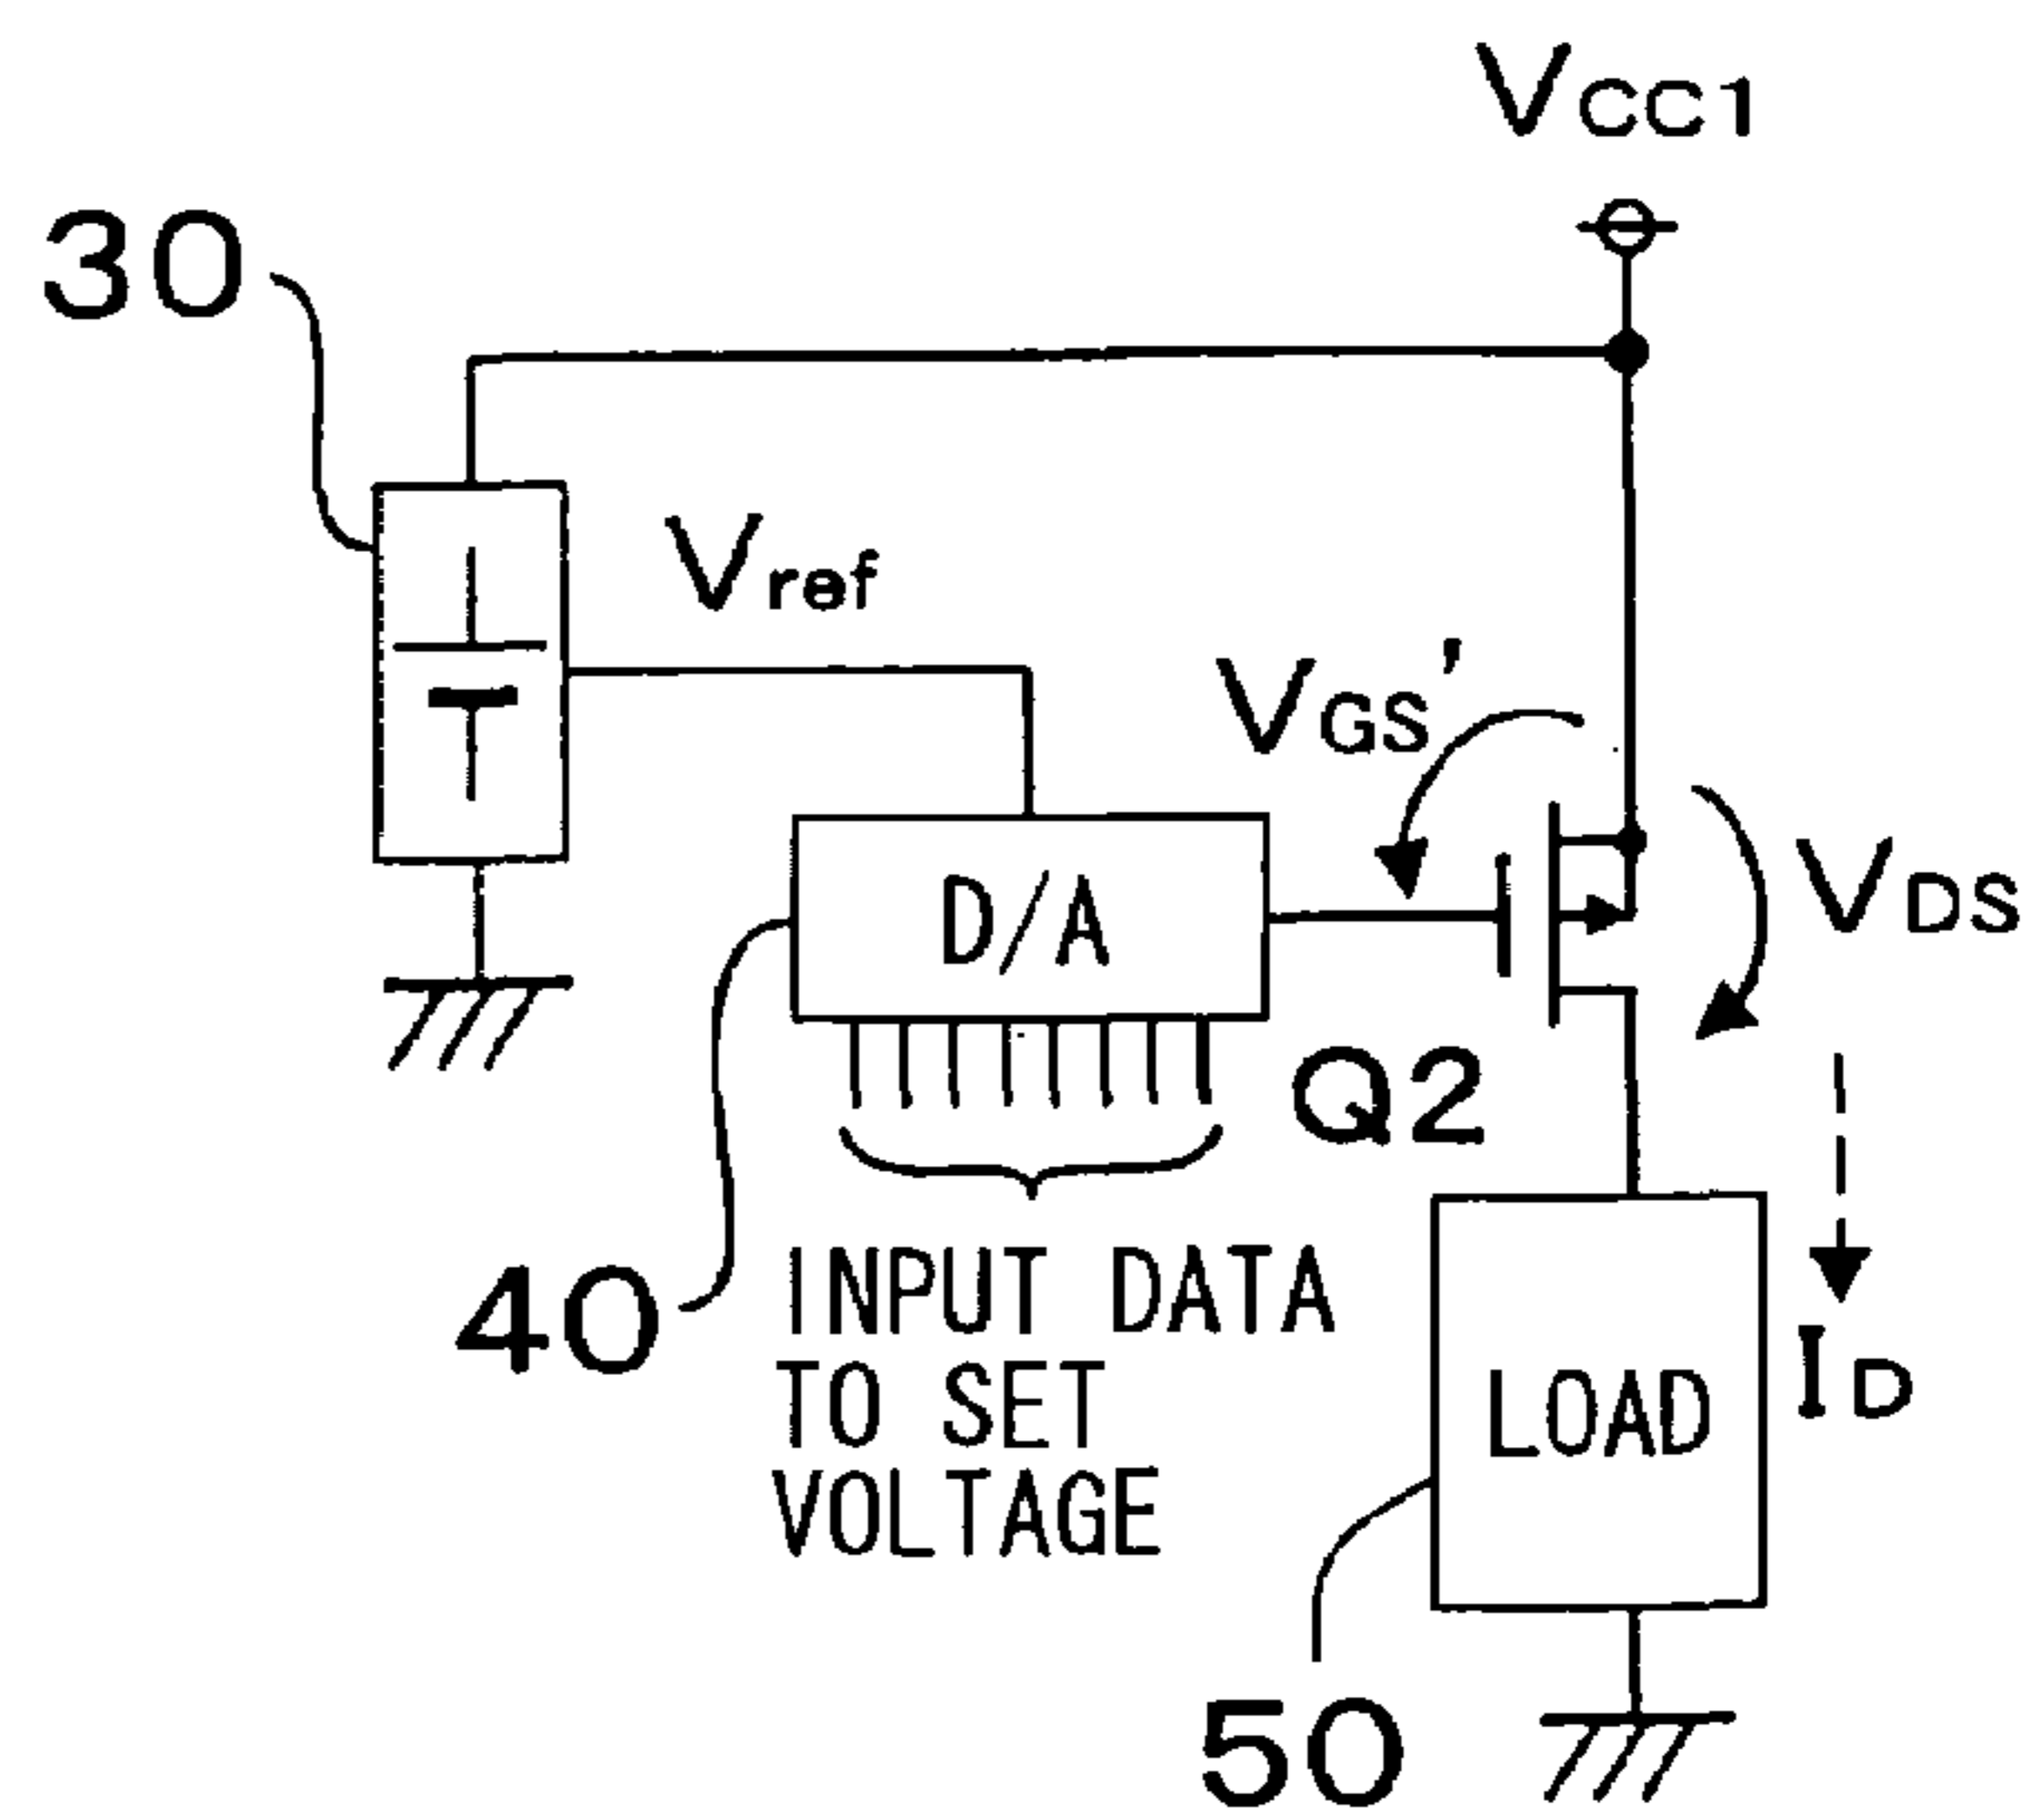 VCC1
30
Vref
VGS'
VDS
D/A
Q2
40
INPUT DATA
TO SET
VOLTAGE
LOAD
ID
50